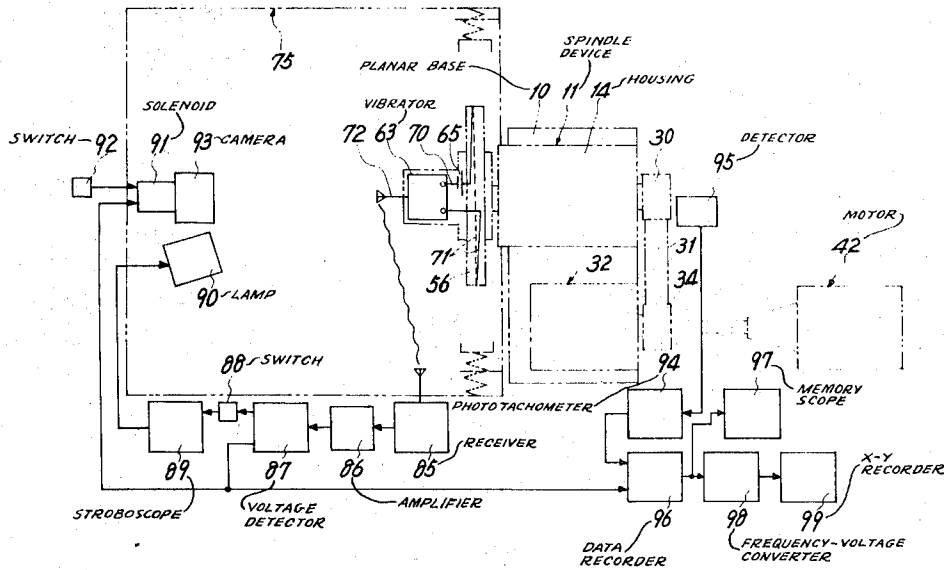 75
SPINDLE DEVICE
PLANAR BASE
10
11
14
HOUSING
SOLENOID
SWITCH
92
91
93
CAMERA
VIBRATOR
72
63
70
65
30
DETECTOR
95
MOTOR
42
71
56
31
34
32
90
LAMP
88
SWITCH
PHOTO TACHOMETER
94
97
MEMORY SCOPE
89
87
86
85
RECEIVER
STROBOSCOPE
VOLTAGE DETECTOR
AMPLIFIER
X-Y RECORDER
DATA RECORDER
96
98
99
FREQUENCY-VOLTAGE CONVERTER